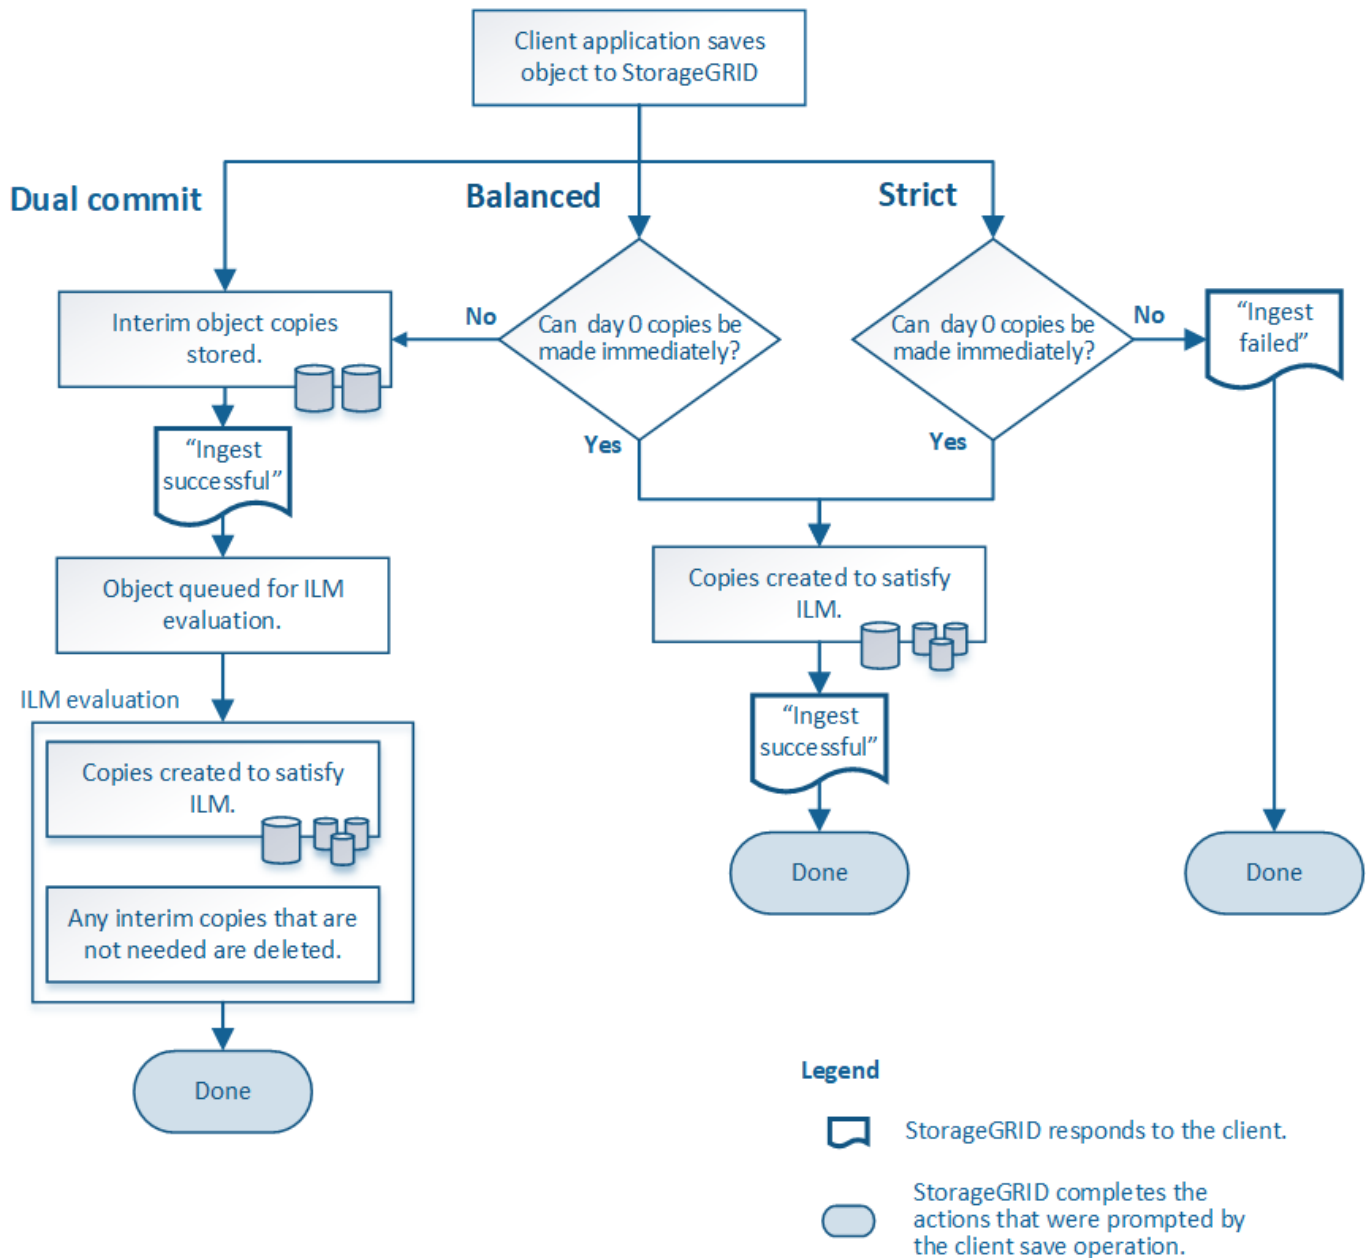 Client application saves
object to StorageGRID
Dual commit
Balanced
Strict
Interim object copies
stored.
No
Can day 0 copies be
made immediately?
Can day 0 copies be
made immediately?
No
“Ingest
failed”
Yes
Yes
“Ingest
successful”
Object queued for ILM
evaluation.
Copies created to satisfy
ILM.
ILM evaluation
“Ingest
successful”
Copies created to satisfy
ILM.
Done
Done
Any interim copies that are
not needed are deleted.
Done
Legend
StorageGRID responds to the client.
StorageGRID completes the
actions that were prompted by
the client save operation.